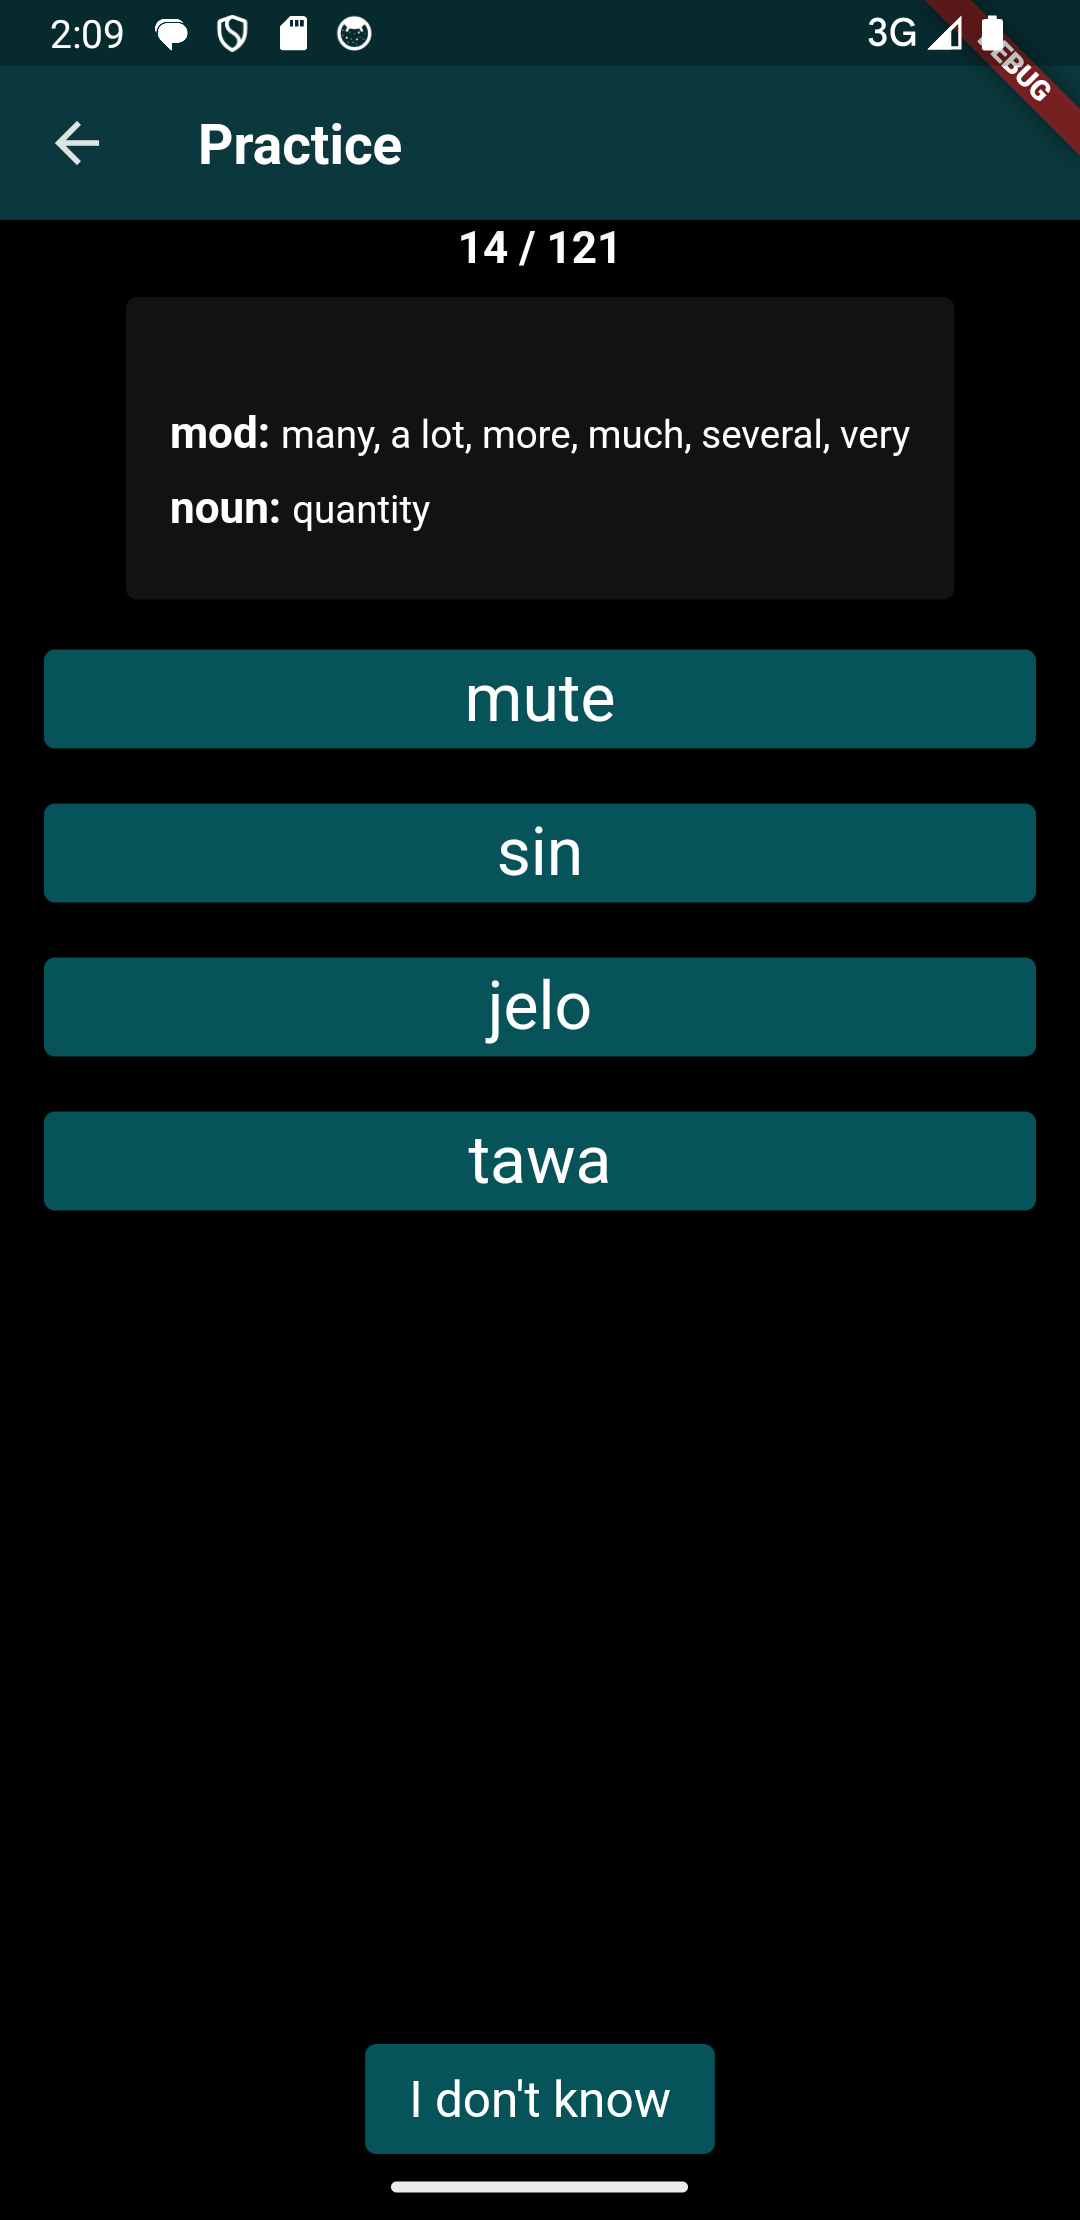 2:09 3G
DEBUG
Practice
14 / 121
mod: many, a lot, more, much, several, very
noun: quantity
mute
sin
jelo
tawa
I don't know